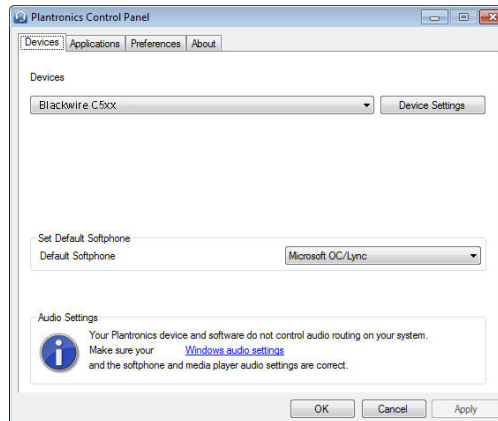 Plantronics Control Panel
Devices Applications Preferences About
Devices
Blackwire C5xx Device Settings
Set Default Softphone
Default Softphone Microsoft OC/Lync
Audio Settings
Your Plantronics device and software do not control audio routing on your system.
Make sure your Windows audio settings
and the softphone and media player audio settings are correct.
OK Cancel Apply